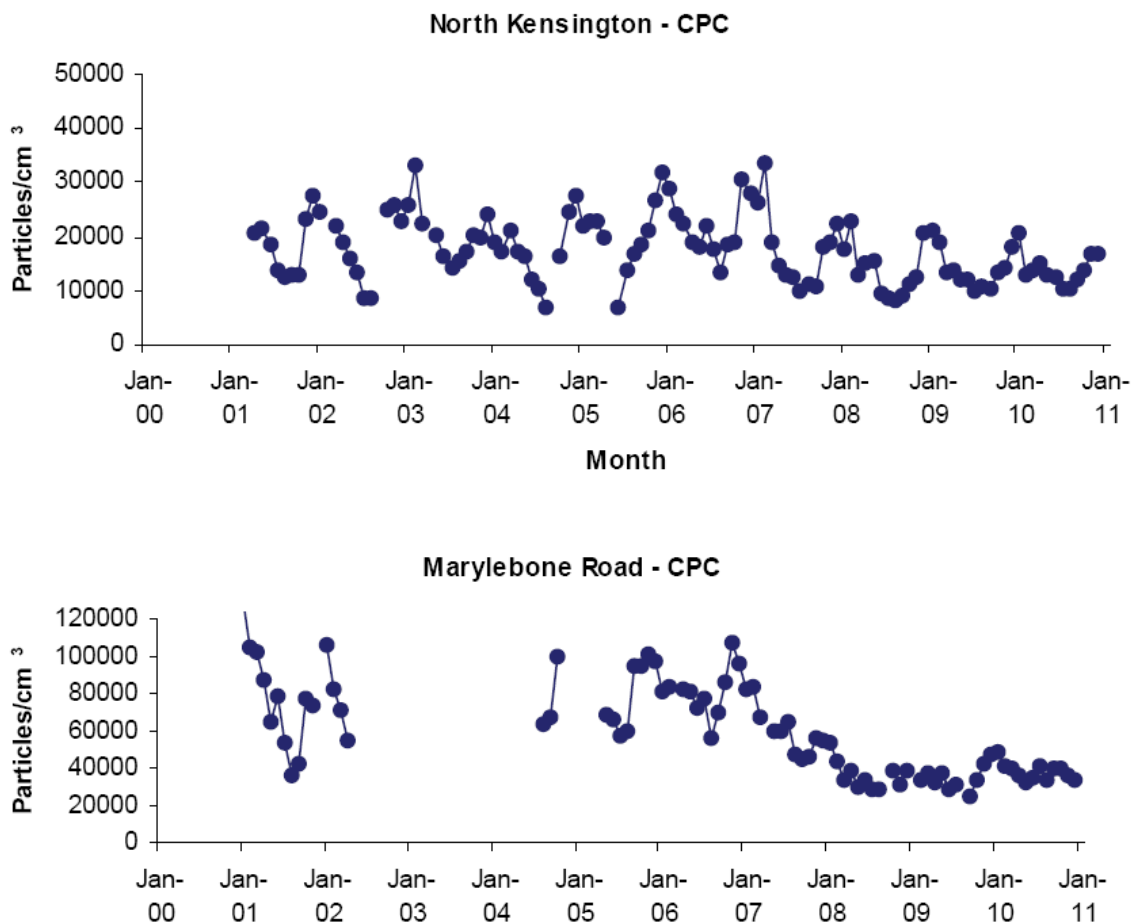 North Kensington - CPC
Particles/cm ³
50000
40000
30000
20000
10000
0
Jan-00 Jan-01 Jan-02 Jan-03 Jan-04 Jan-05 Jan-06 Jan-07 Jan-08 Jan-09 Jan-10 Jan-11
Month
Marylebone Road - CPC
Particles/cm ³
120000
100000
80000
60000
40000
20000
0
Jan-00 Jan-01 Jan-02 Jan-03 Jan-04 Jan-05 Jan-06 Jan-07 Jan-08 Jan-09 Jan-10 Jan-11